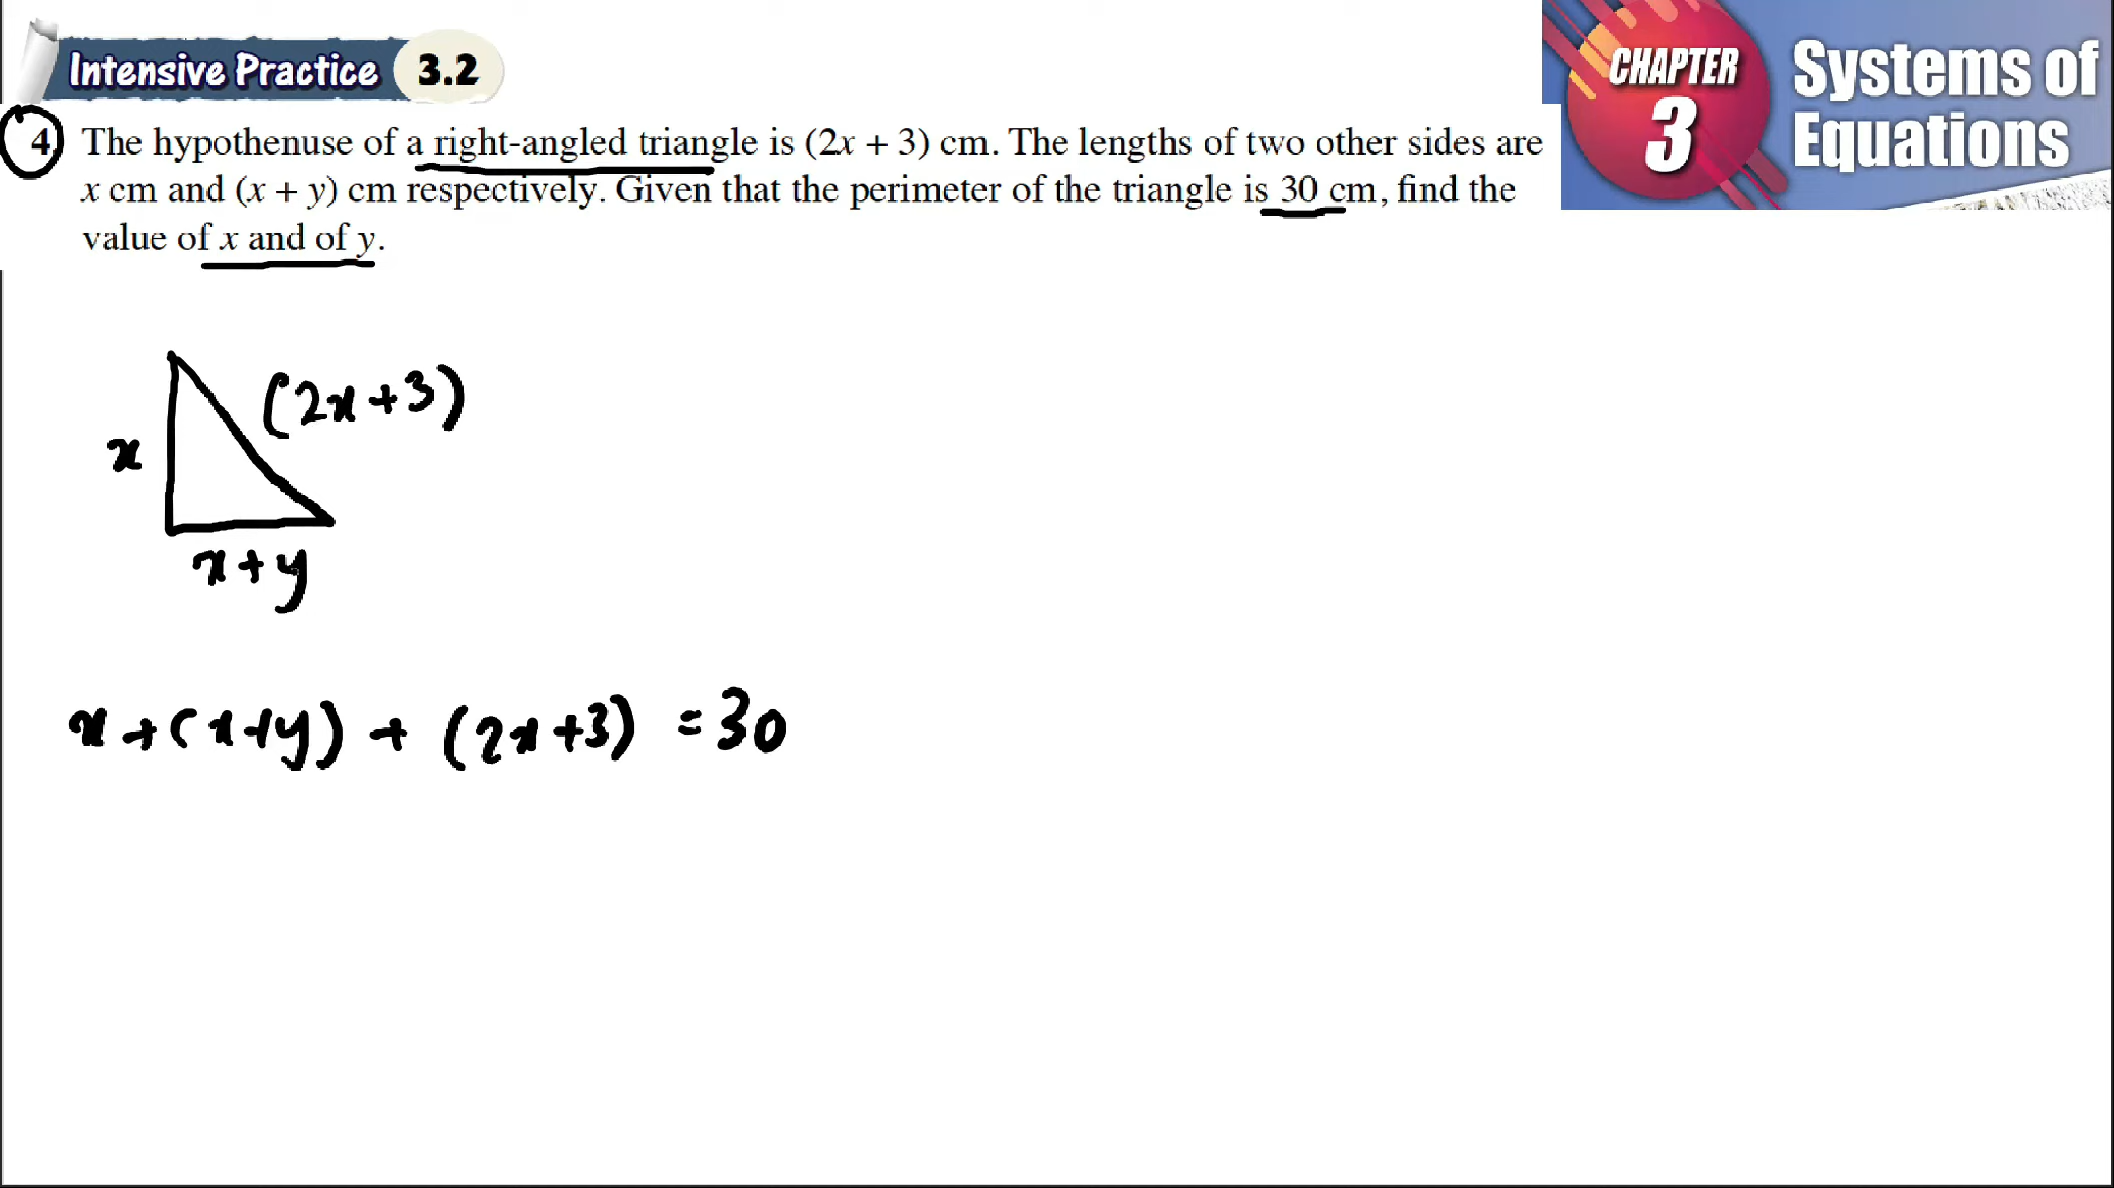 Intensive Practice 3.2
CHAPTER 3
Systems of
Equations
4. The hypothenuse of a right-angled triangle is (2x + 3) cm. The lengths of two other sides are
x cm and (x + y) cm respectively. Given that the perimeter of the triangle is 30 cm, find the
value of x and of y.
(2x+3)
x
x+y
x+(x+y) + (2x+3) =30